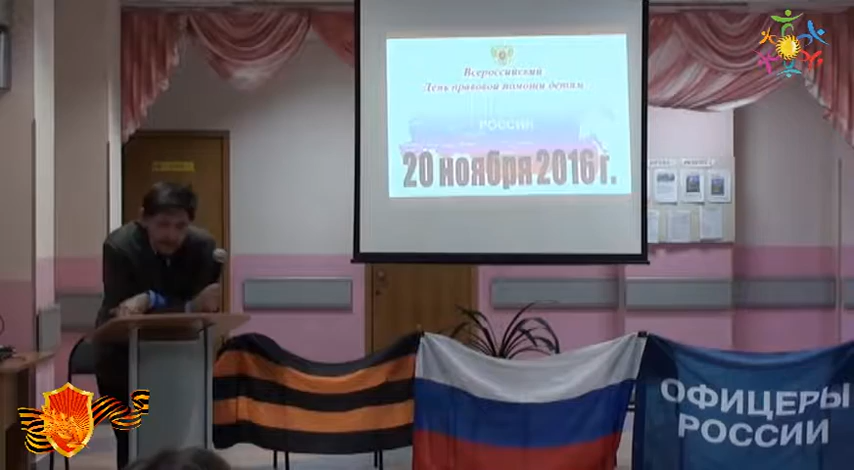 Всероссийский
День правовой помощи детям
РОССИЯ
20 ноября 2016 г.
ОФИЦЕРЫ
РОССИИ